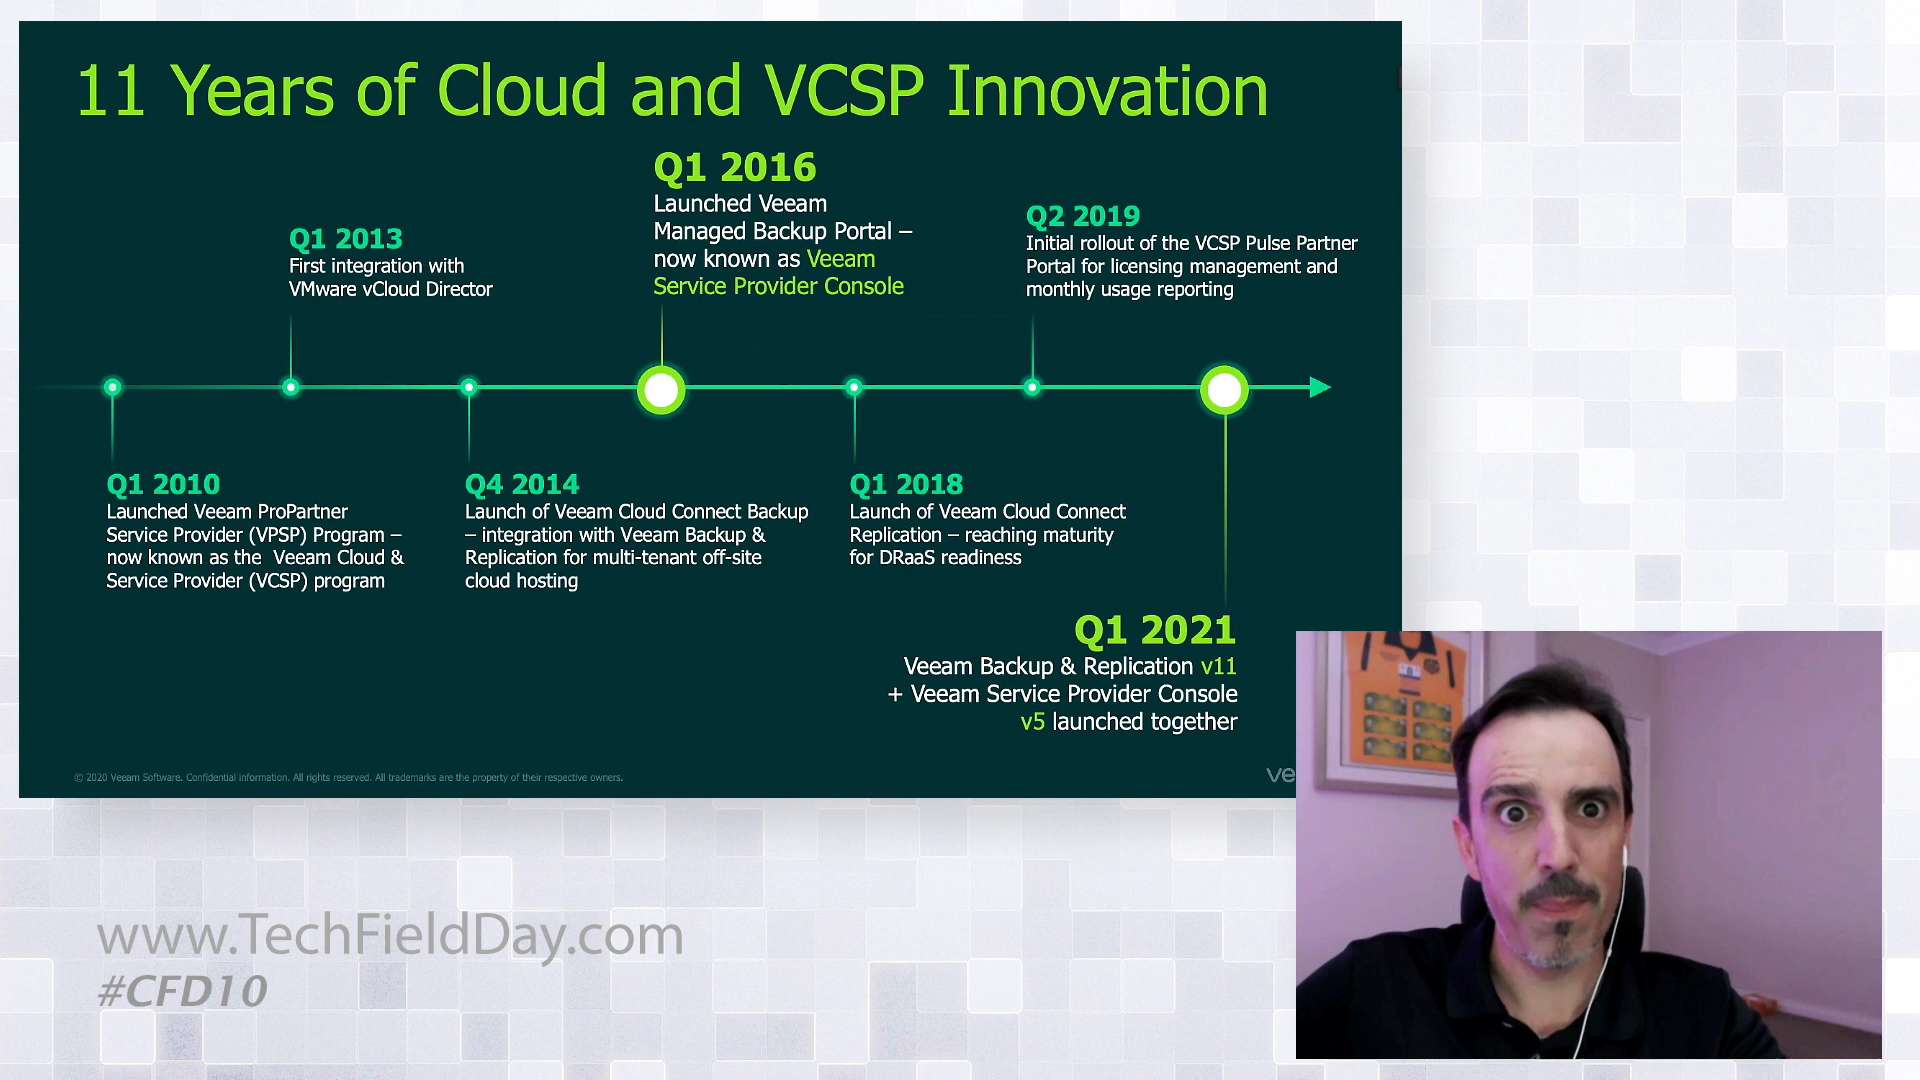 11 Years of Cloud and VCSP Innovation
Q1 2016
Launched Veeam
Managed Backup Portal –
now known as Veeam
Service Provider Console
Q2 2019
Initial rollout of the VCSP Pulse Partner
Portal for licensing management and
monthly usage reporting
Q1 2013
First integration with
VMware vCloud Director
Q1 2010
Launched Veeam ProPartner
Service Provider (VPSP) Program –
now known as the Veeam Cloud &
Service Provider (VCSP) program
Q4 2014
Launch of Veeam Cloud Connect Backup
– integration with Veeam Backup &
Replication for multi-tenant off-site
cloud hosting
Q1 2018
Launch of Veeam Cloud Connect
Replication – reaching maturity
for DRaaS readiness
Q1 2021
Veeam Backup & Replication v11
+ Veeam Service Provider Console
v5 launched together
© 2020 Veeam Software. Confidential information. All rights reserved. All trademarks are the property of their respective owners.
ve
www.TechFieldDay.com
#CFD10